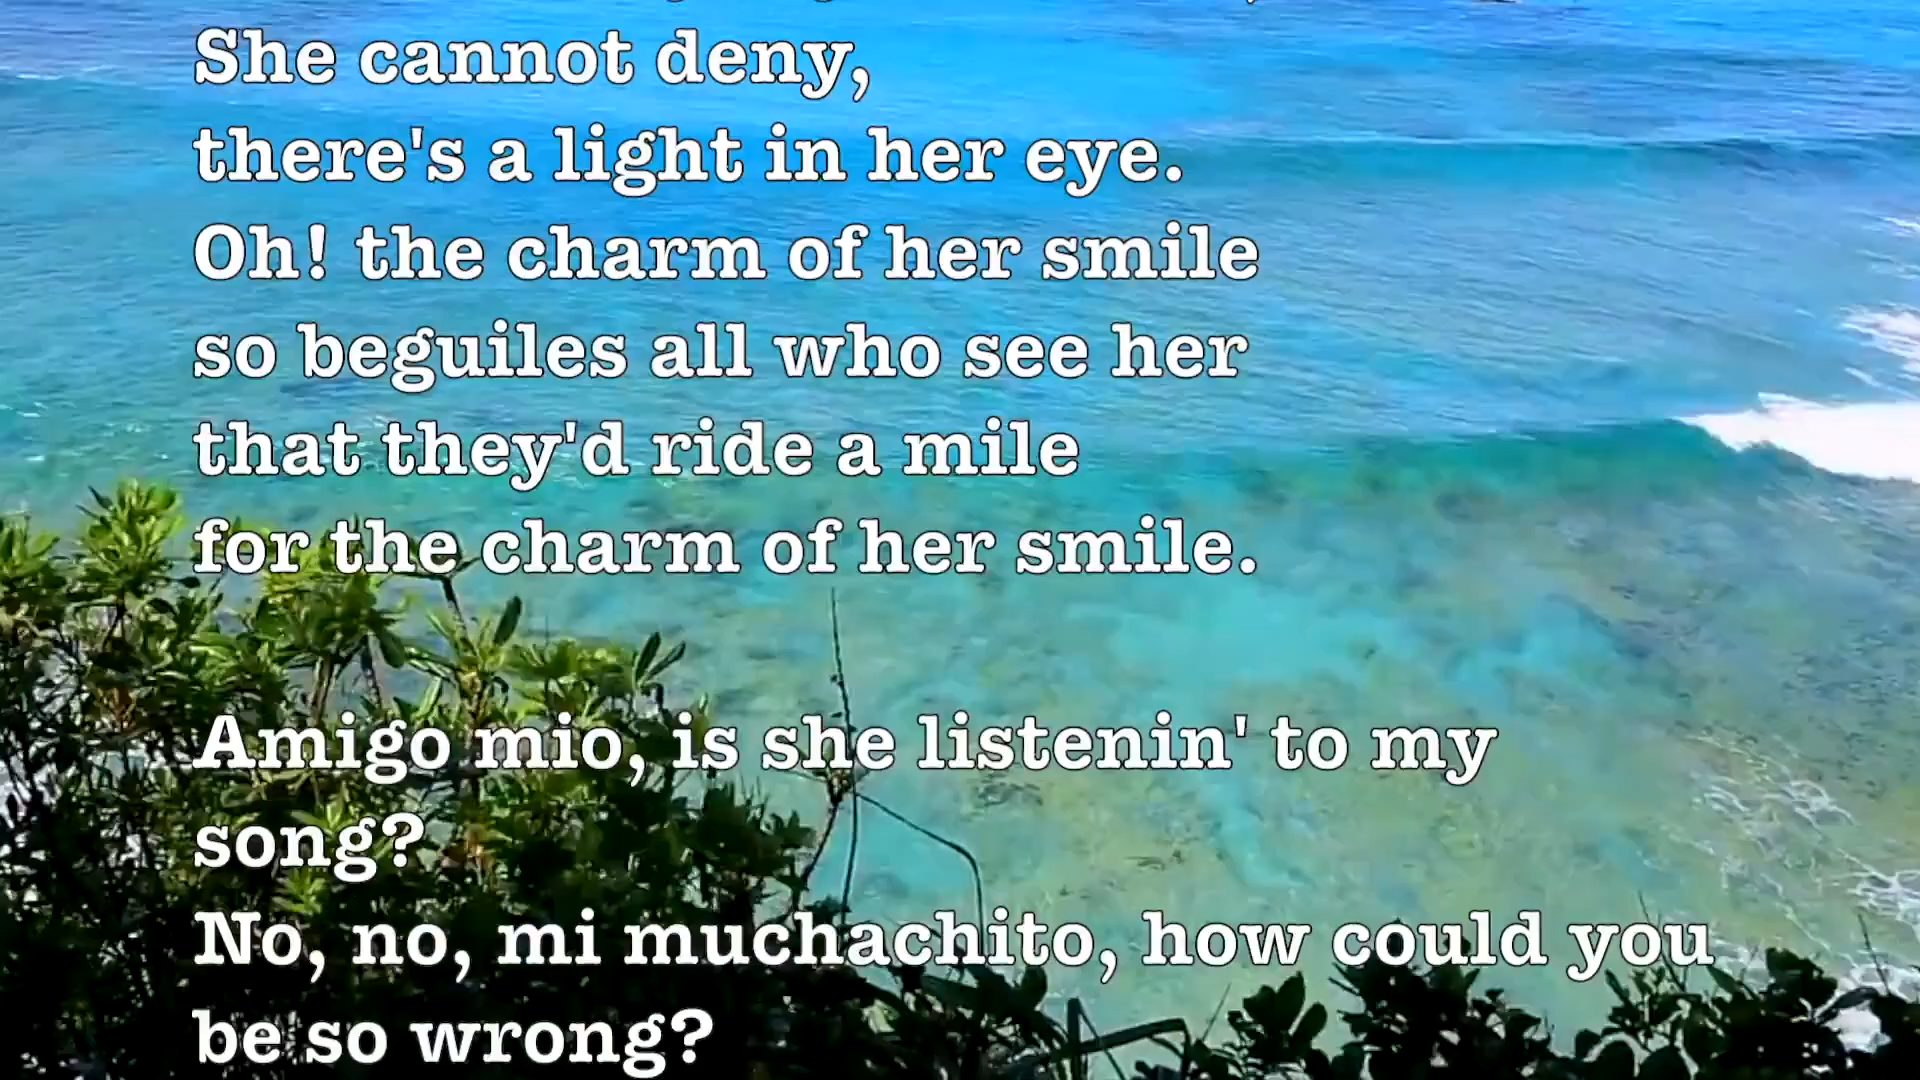 She cannot deny,
there's a light in her eye.
Oh! the charm of her smile
so beguiles all who see her
that they'd ride a mile
for the charm of her smile.
Amigo mio, is she listenin' to my
song?
No, no, mi muchachito, how could you
be so wrong?